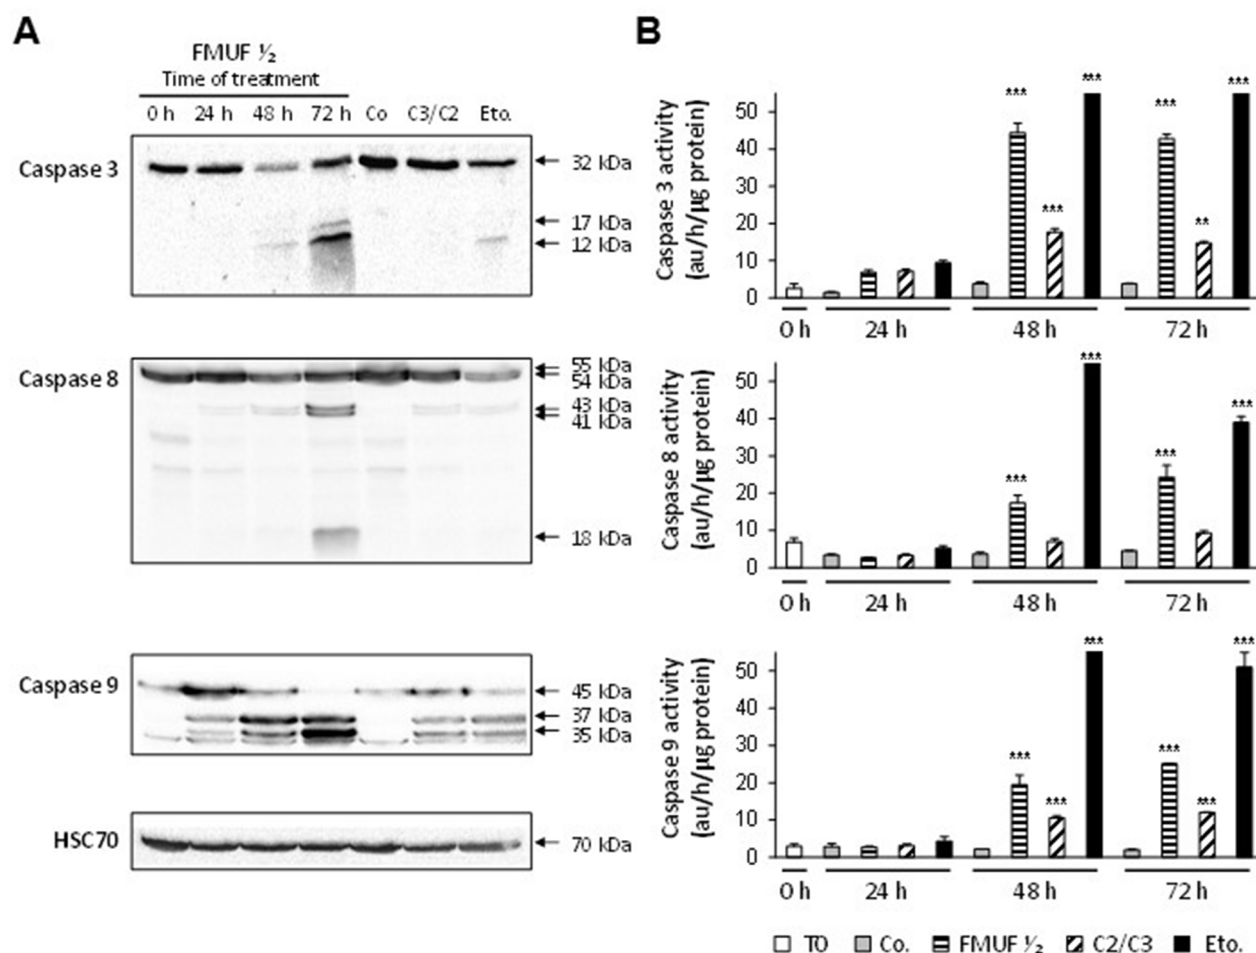 A
FMUF ½
Time of treatment
0 h 24 h 48 h 72 h Co C3/C2 Eto.
Caspase 3
32 kDa
17 kDa
12 kDa
Caspase 8
55 kDa
54 kDa
43 kDa
41 kDa
18 kDa
Caspase 9
45 kDa
37 kDa
35 kDa
HSC70
70 kDa
B
Caspase 3 activity
(au/h/µg protein)
50
40
30
20
10
0
*** *** *** *** ** ***
0 h 24 h 48 h 72 h
Caspase 8 activity
(au/h/µg protein)
50
40
30
20
10
0
*** *** *** ***
0 h 24 h 48 h 72 h
Caspase 9 activity
(au/h/µg protein)
50
40
30
20
10
0
*** *** *** *** *** ***
0 h 24 h 48 h 72 h
T0 Co. FMUF ½ C2/C3 Eto.